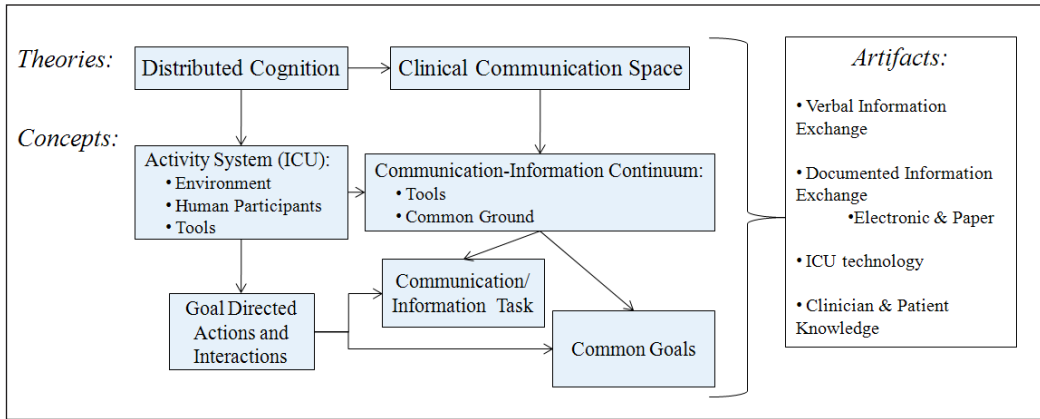 Theories:
Distributed Cognition
Clinical Communication Space
Concepts:
Activity System (ICU):
• Environment
• Human Participants
• Tools
Communication-Information Continuum:
• Tools
• Common Ground
Goal Directed
Actions and
Interactions
Communication/
Information Task
Common Goals
Artifacts:
• Verbal Information
Exchange
• Documented Information
Exchange
•Electronic & Paper
• ICU technology
• Clinician & Patient
Knowledge